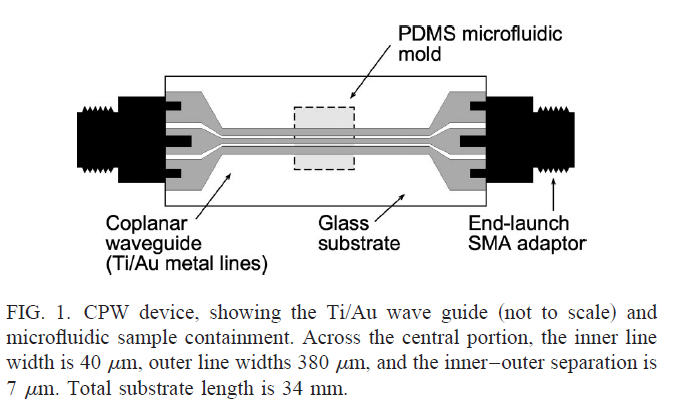 PDMS microfluidic
mold
Coplanar
waveguide
(Ti/Au metal lines)
Glass
substrate
End-launch
SMA adaptor
FIG. 1. CPW device, showing the Ti/Au wave guide (not to scale) and
microfluidic sample containment. Across the central portion, the inner line
width is 40 μm, outer line widths 380 μm, and the inner–outer separation is
7 μm. Total substrate length is 34 mm.